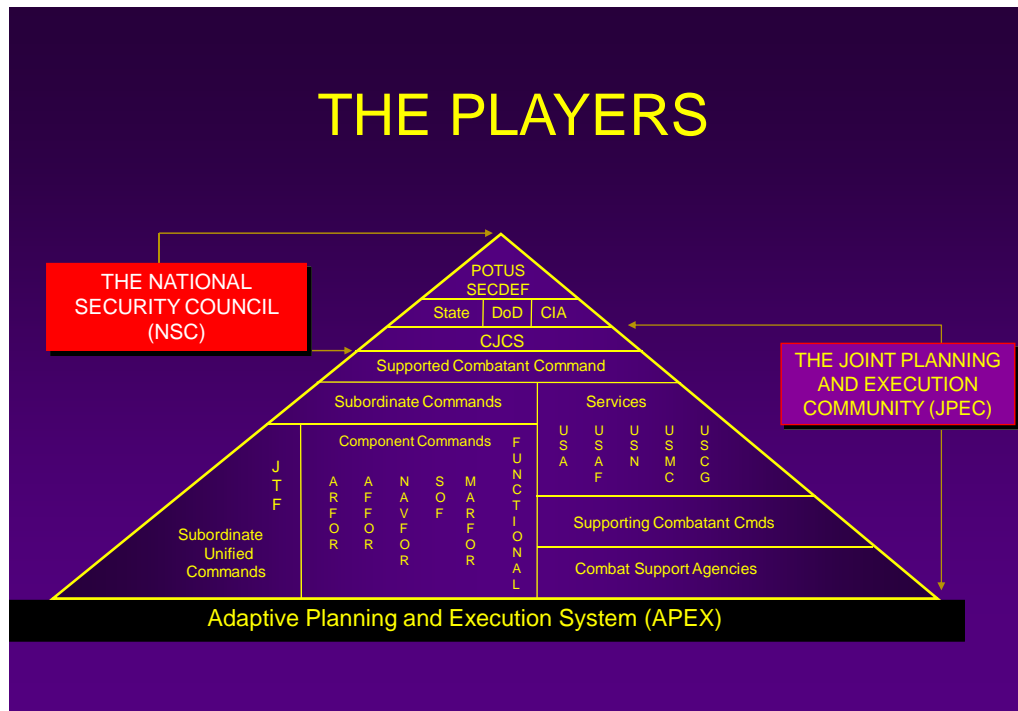 THE PLAYERS
THE NATIONAL
SECURITY COUNCIL
(NSC)
POTUS
SECDEF
State DoD CIA
CJCS
Supported Combatant Command
THE JOINT PLANNING
AND EXECUTION
COMMUNITY (JPEC)
Subordinate Commands
Services
USA
USAF
USN
USMC
USCG
Component Commands
JTF
ARFOR
AFFOR
NAVFOR
SOF
MARFOR
FUNCTIONAL
Subordinate
Unified
Commands
Supporting Combatant Cmds
Combat Support Agencies
Adaptive Planning and Execution System (APEX)